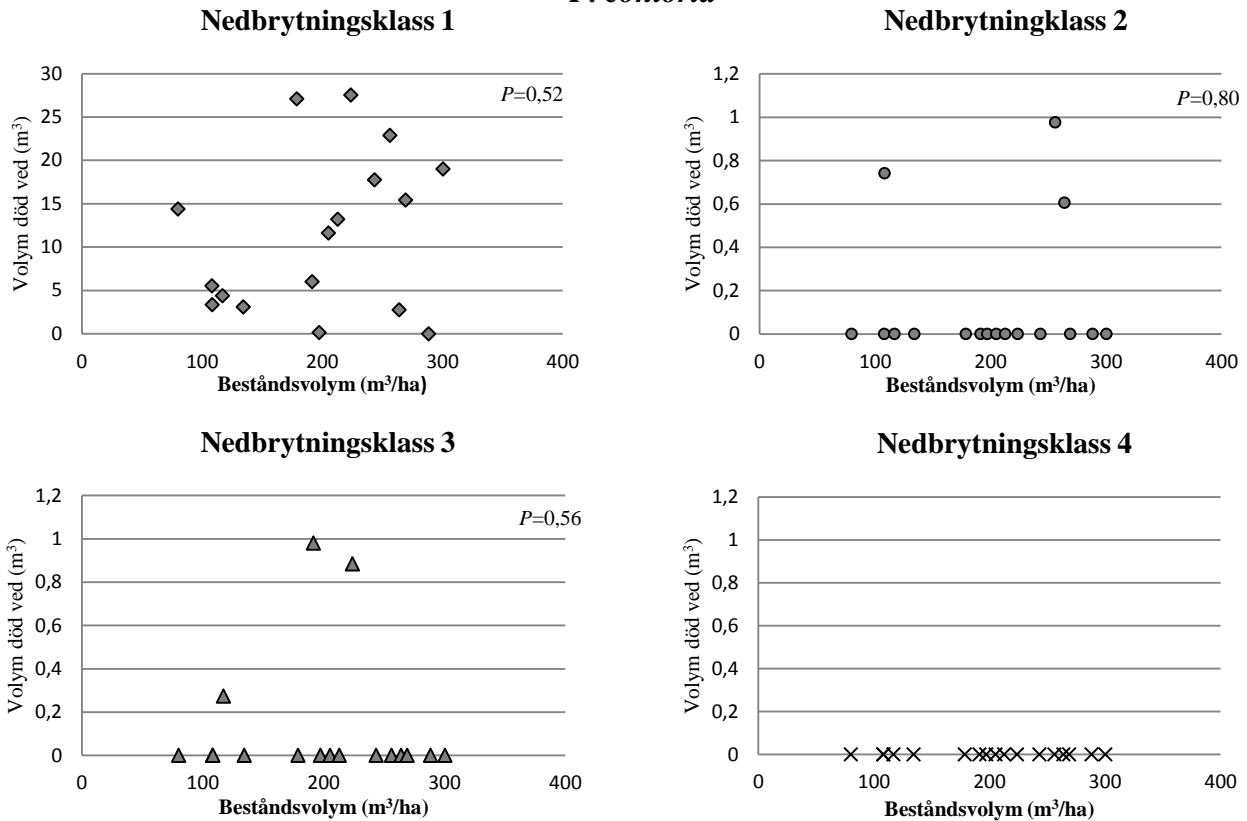 P. contorta
Nedbrytningsklass 1
Volym död ved (m³)
30
25
20
15
10
5
0
P=0,52
0 100 200 300 400
Beståndsvolym (m³/ha)
Nedbrytningklass 2
Volym död ved (m³)
1,2
1
0,8
0,6
0,4
0,2
0
P=0,80
0 100 200 300 400
Beståndsvolym (m³/ha)
Nedbrytningsklass 3
Volym död ved (m³)
1,2
1
0,8
0,6
0,4
0,2
0
P=0,56
0 100 200 300 400
Beståndsvolym (m³/ha)
Nedbrytningsklass 4
Volym död ved (m³)
1,2
1
0,8
0,6
0,4
0,2
0
0 100 200 300 400
Beståndsvolym (m³/ha)